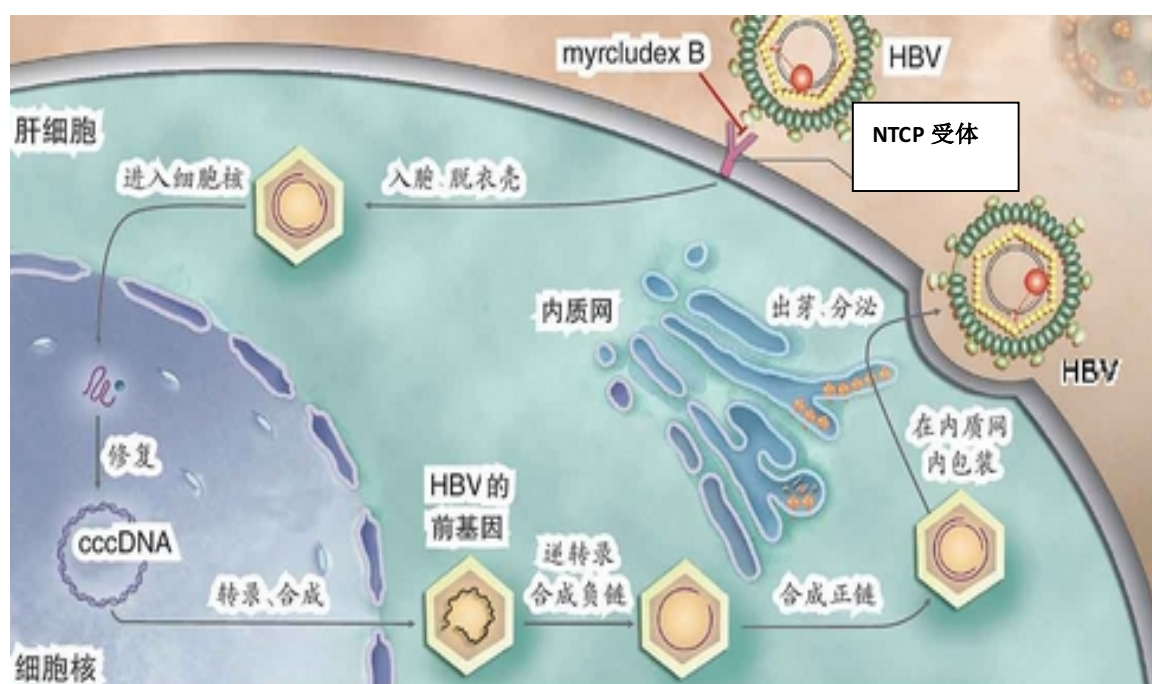 myrcludex B
HBV
NTCP 受体
肝细胞
进入细胞核
入胞、脱衣壳
内质网
出芽、分泌
HBV
在内质网
内包装
修复
HBV的
前基因
cccDNA
逆转录
合成负链
转录、合成
合成正链
细胞核